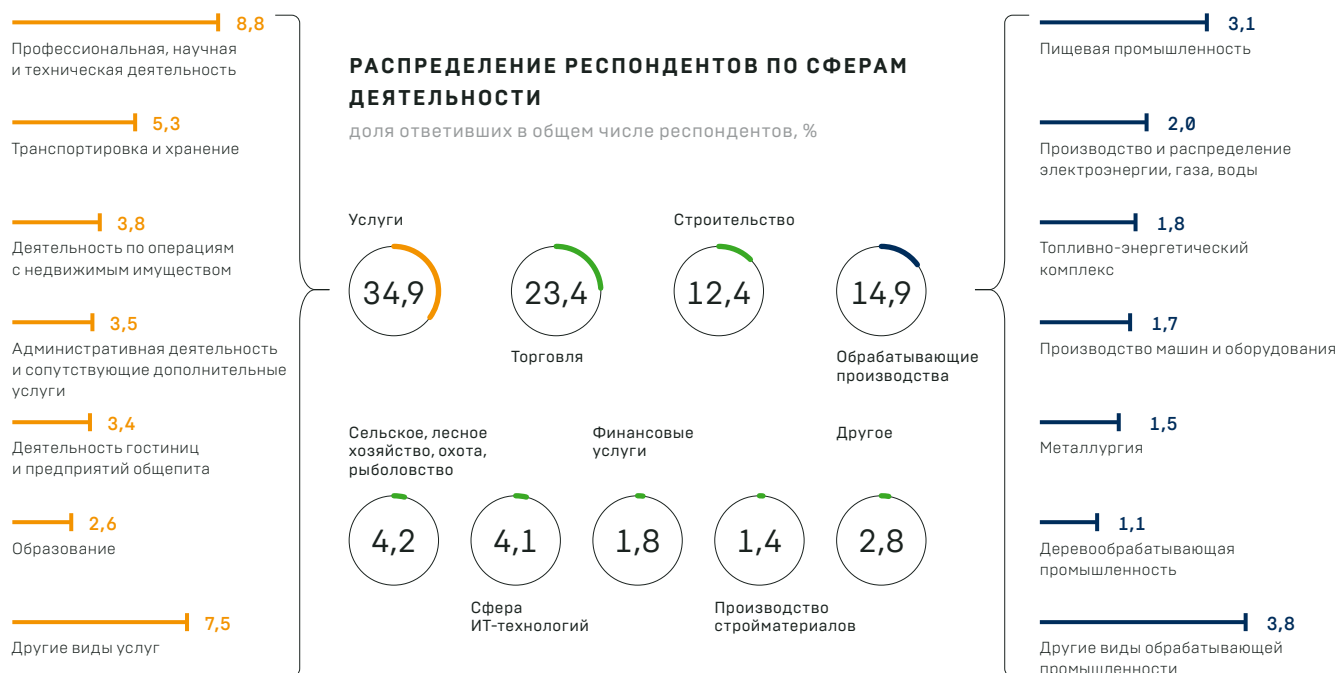 8,8
Профессиональная, научная
и техническая деятельность
5,3
Транспортировка и хранение
3,8
Деятельность по операциям
с недвижимым имуществом
3,5
Административная деятельность
и сопутствующие дополнительные
услуги
3,4
Деятельность гостиниц
и предприятий общепита
2,6
Образование
7,5
Другие виды услуг
РАСПРЕДЕЛЕНИЕ РЕСПОНДЕНТОВ ПО СФЕРАМ
ДЕЯТЕЛЬНОСТИ
доля ответивших в общем числе респондентов, %
Услуги
34,9
23,4
Торговля
Строительство
12,4
14,9
Обрабатывающие
производства
Сельское, лесное
хозяйство, охота,
рыболовство
4,2
4,1
Сфера
ИТ-технологий
Финансовые
услуги
1,8
1,4
Производство
стройматериалов
Другое
2,8
3,1
Пищевая промышленность
2,0
Производство и распределение
электроэнергии, газа, воды
1,8
Топливно-энергетический
комплекс
1,7
Производство машин и оборудования
1,5
Металлургия
1,1
Деревообрабатывающая
промышленность
3,8
Другие виды обрабатывающей
промышленности